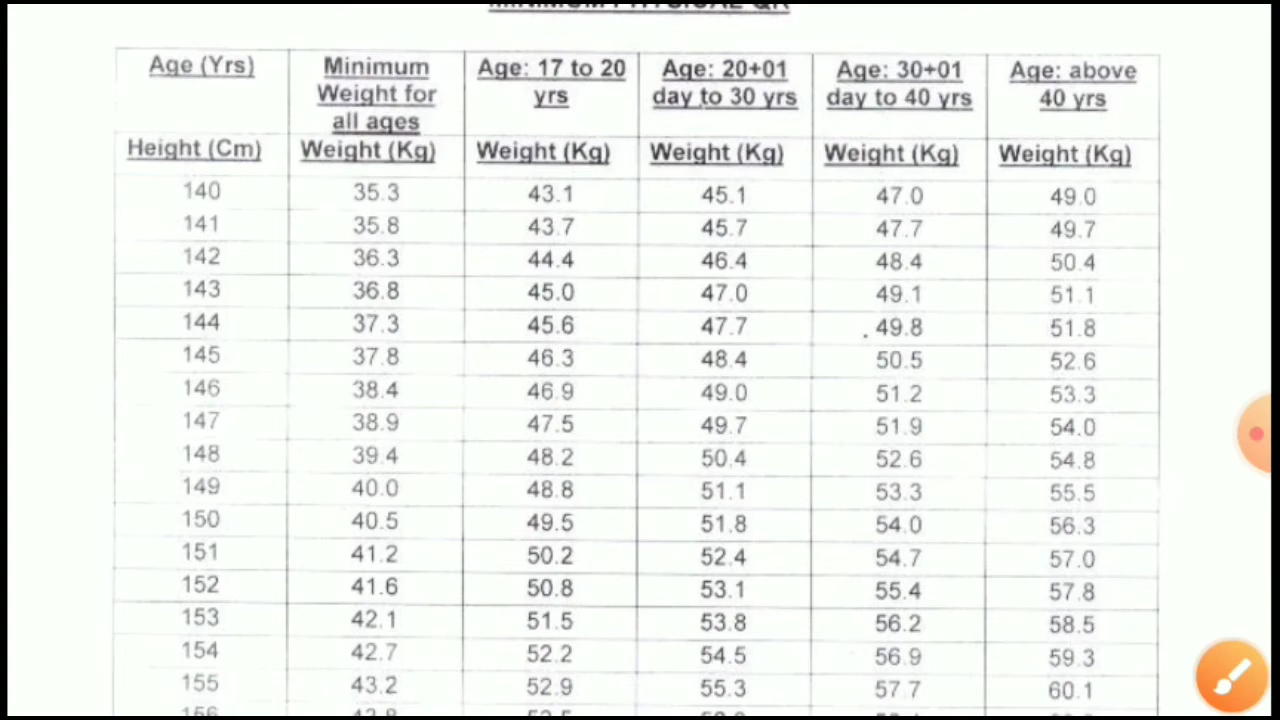 MINIMUM PHYSICAL QR
Age (Yrs) Minimum Weight for all ages Age: 17 to 20 yrs Age: 20+01 day to 30 yrs Age: 30+01 day to 40 yrs Age: above 40 yrs
Height (Cm) Weight (Kg) Weight (Kg) Weight (Kg) Weight (Kg) Weight (Kg)
140 35.3 43.1 45.1 47.0 49.0
141 35.8 43.7 45.7 47.7 49.7
142 36.3 44.4 46.4 48.4 50.4
143 36.8 45.0 47.0 49.1 51.1
144 37.3 45.6 47.7 49.8 51.8
145 37.8 46.3 48.4 50.5 52.6
146 38.4 46.9 49.0 51.2 53.3
147 38.9 47.5 49.7 51.9 54.0
148 39.4 48.2 50.4 52.6 54.8
149 40.0 48.8 51.1 53.3 55.5
150 40.5 49.5 51.8 54.0 56.3
151 41.2 50.2 52.4 54.7 57.0
152 41.6 50.8 53.1 55.4 57.8
153 42.1 51.5 53.8 56.2 58.5
154 42.7 52.2 54.5 56.9 59.3
155 43.2 52.9 55.3 57.7 60.1
156 43.8